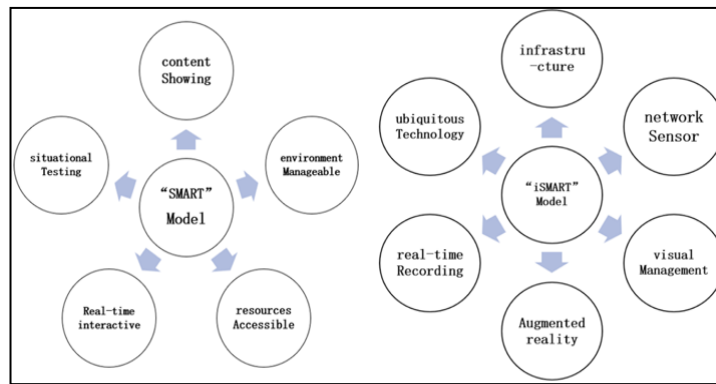 content
Showing
situational
Testing
environment
Manageable
“SMART”
Model
Real-time
interactive
resources
Accessible
infrastru
-cture
ubiquitous
Technology
network
Sensor
“iSMART”
Model
real-time
Recording
visual
Management
Augmented
reality